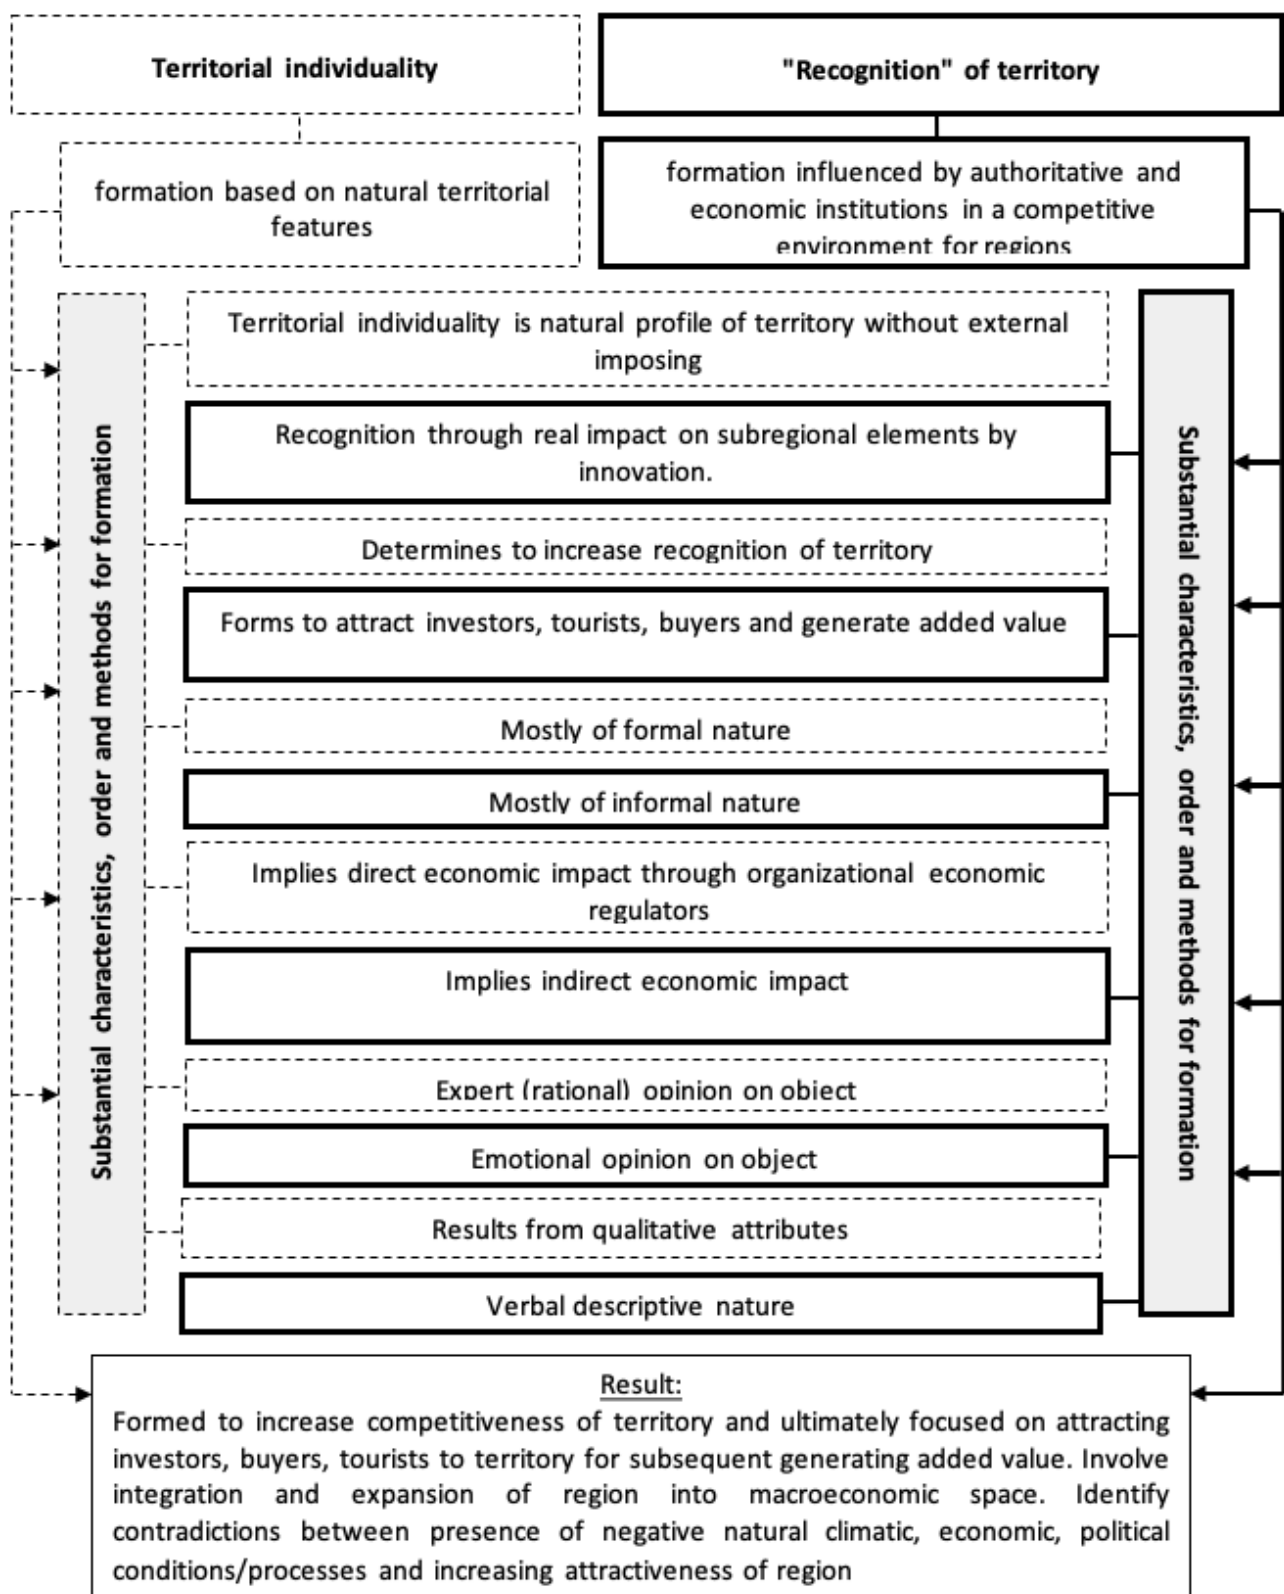 Territorial individuality
"Recognition" of territory
formation based on natural territorial
features
formation influenced by authoritative and
economic institutions in a competitive
environment for regions
Substantial characteristics, order and methods for formation
Territorial individuality is natural profile of territory without external
imposing
Recognition through real impact on subregional elements by
innovation.
Determines to increase recognition of territory
Forms to attract investors, tourists, buyers and generate added value
Mostly of formal nature
Mostly of informal nature
Implies direct economic impact through organizational economic
regulators
Implies indirect economic impact
Expert (rational) opinion on object
Emotional opinion on object
Results from qualitative attributes
Verbal descriptive nature
Substantial characteristics, order and methods for formation
Result:
Formed to increase competitiveness of territory and ultimately focused on attracting
investors, buyers, tourists to territory for subsequent generating added value. Involve
integration and expansion of region into macroeconomic space. Identify
contradictions between presence of negative natural climatic, economic, political
conditions/processes and increasing attractiveness of region